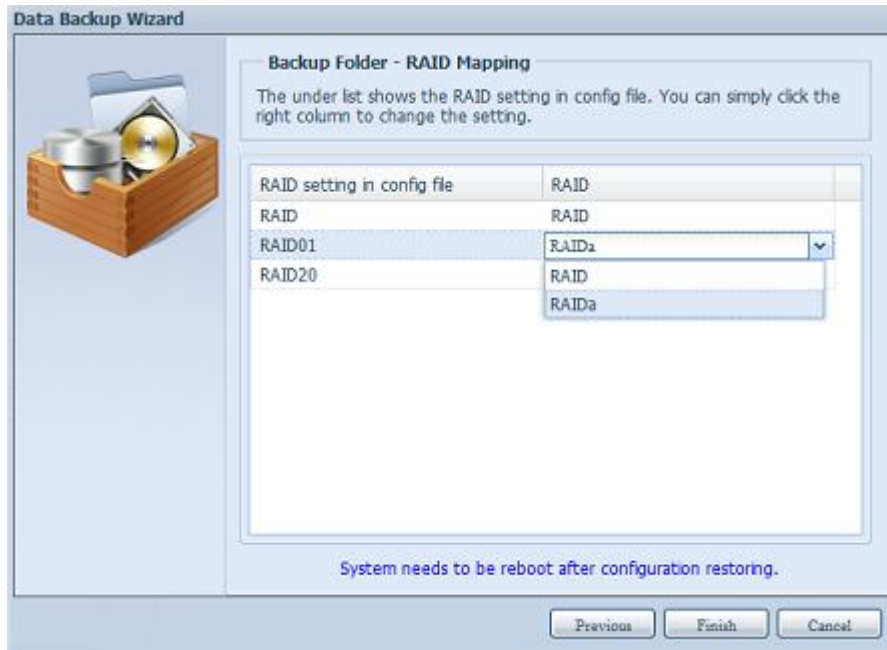 Data Backup Wizard
Backup Folder - RAID Mapping
The under list shows the RAID setting in config file. You can simply click the
right column to change the setting.
RAID setting in config file RAID
RAID RAID
RAID01 RAIDa
RAID20 RAID
RAIDa
System needs to be reboot after configuration restoring.
Previous Finish Cancel